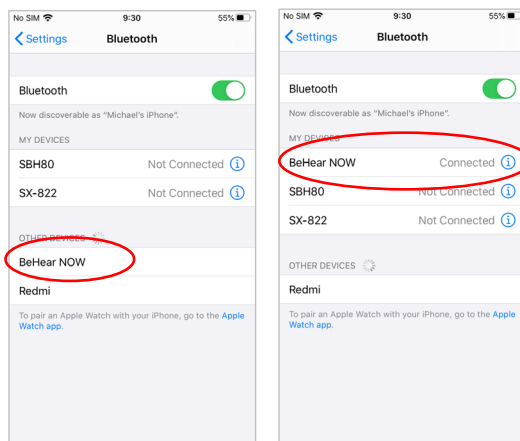 No SIM 9:30 55%
Settings Bluetooth
Bluetooth
Now discoverable as "Michael's iPhone".
MY DEVICES
SBH80 Not Connected
SX-822 Not Connected
OTHER DEVICES
BeHear NOW
Redmi
To pair an Apple Watch with your iPhone, go to the Apple
Watch app.
No SIM 9:30 55%
Settings Bluetooth
Bluetooth
Now discoverable as "Michael's iPhone".
MY DEVICES
BeHear NOW Connected
SBH80 Not Connected
SX-822 Not Connected
OTHER DEVICES
Redmi
To pair an Apple Watch with your iPhone, go to the Apple
Watch app.